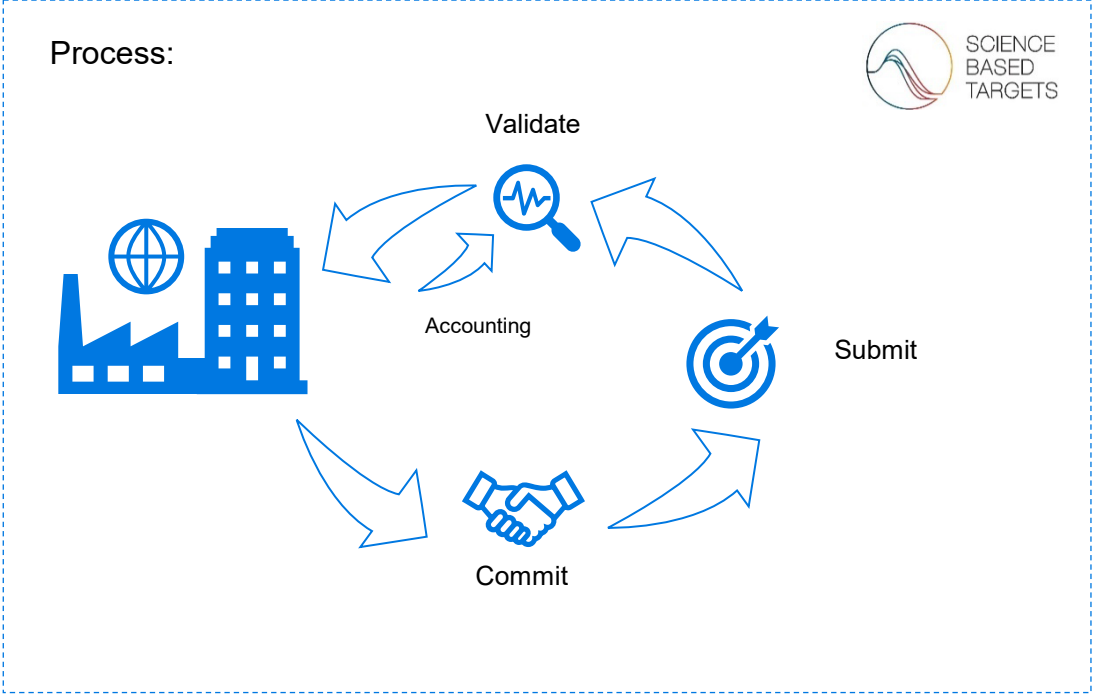 Process:
SCIENCE
BASED
TARGETS
Validate
Accounting
Submit
Commit